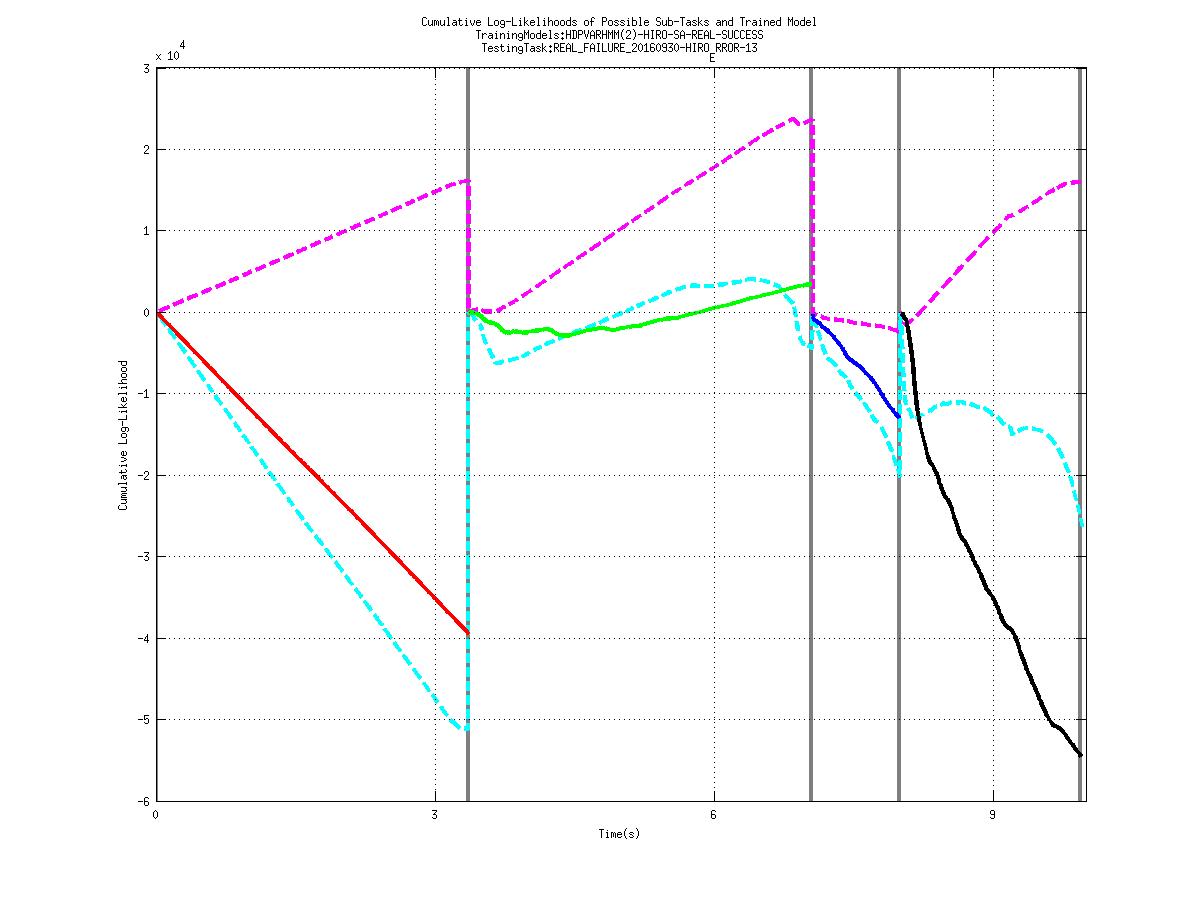 Cumulative Log-Likelihoods of Possible Sub-Tasks and Trained Model
TrainingModels:HDPVARHMM(2)-HIRO-SA-REAL-SUCCESS
TestingTask:REAL_FAILURE_20160930-HIRO_RROR-13
E
x 10^4
3
2
1
0
-1
-2
-3
-4
-5
-6
Cumulative Log-Likelihood
0 3 6 9
Time(s)